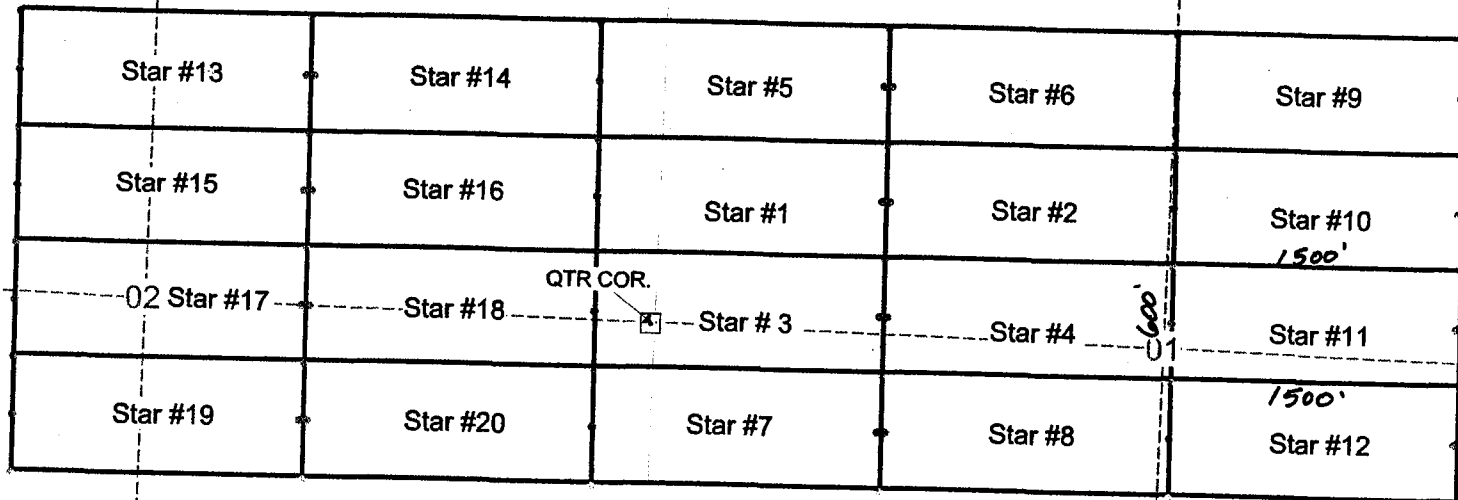 Star #13
Star #14
Star #5
Star #6
Star #9
Star #15
Star #16
Star #1
Star #2
Star #10
1500'
QTR COR.
02 Star #17
Star #18
Star # 3
Star #4
600'
01
Star #11
1500'
Star #19
Star #20
Star #7
Star #8
Star #12